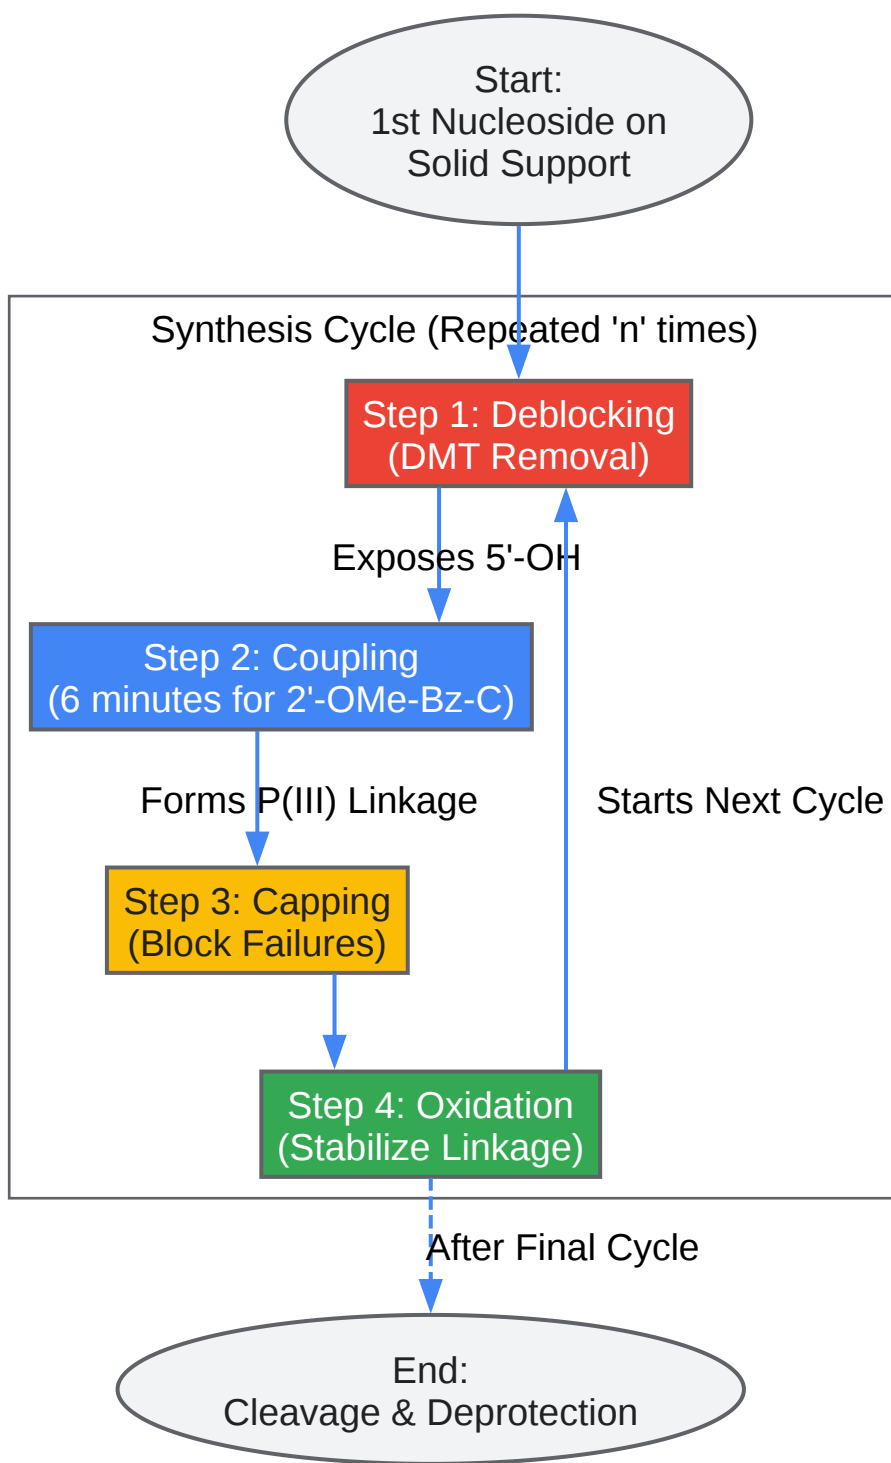 Start:
1st Nucleoside on
Solid Support
Synthesis Cycle (Repeated 'n' times)
Step 1: Deblocking
(DMT Removal)
Exposes 5'-OH
Step 2: Coupling
(6 minutes for 2'-OMe-Bz-C)
Forms P(III) Linkage
Starts Next Cycle
Step 3: Capping
(Block Failures)
Step 4: Oxidation
(Stabilize Linkage)
After Final Cycle
End:
Cleavage & Deprotection